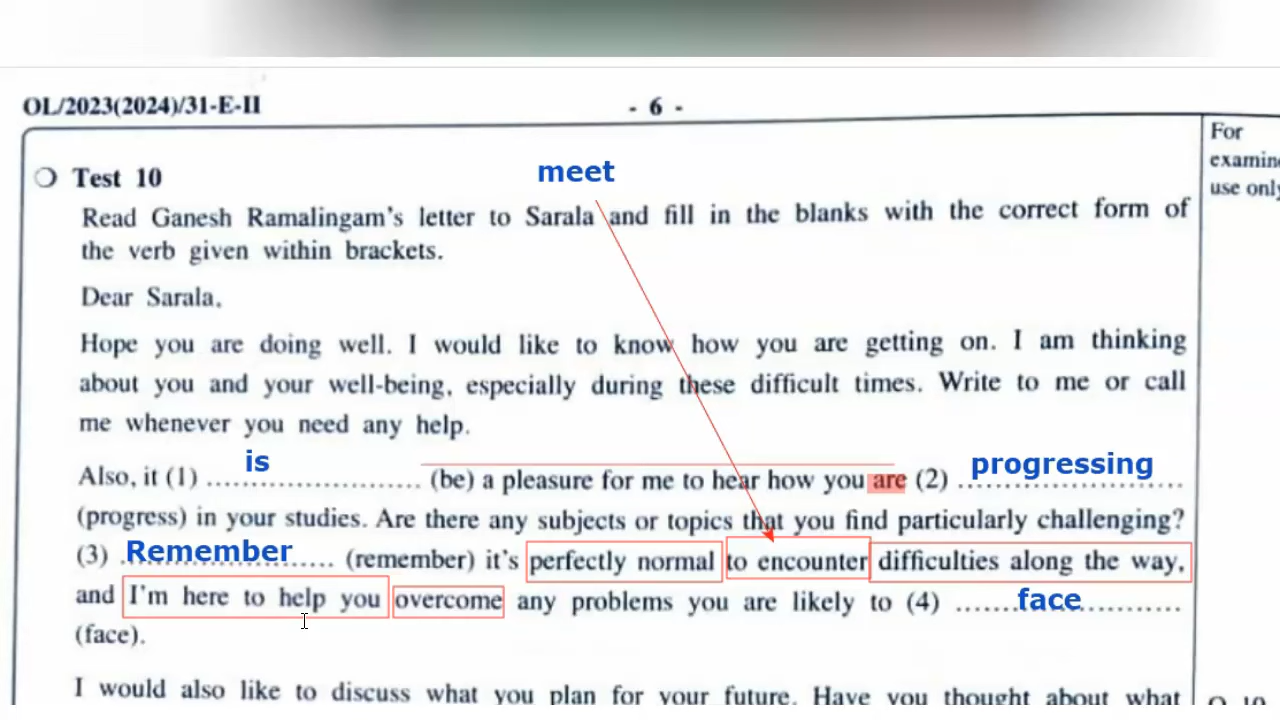 OL/2023(2024)/31-E-II - 6 -
For
examin
use only
Test 10
meet
Read Ganesh Ramalingam's letter to Sarala and fill in the blanks with the correct form of
the verb given within brackets.
Dear Sarala,
Hope you are doing well. I would like to know how you are getting on. I am thinking
about you and your well-being, especially during these difficult times. Write to me or call
me whenever you need any help.
Also, it (1) ....is.... (be) a pleasure for me to hear how you are (2) ....progressing....
(progress) in your studies. Are there any subjects or topics that you find particularly challenging?
(3) .Remember.... (remember) it's perfectly normal to encounter difficulties along the way,
and I'm here to help you overcome any problems you are likely to (4) ....face....
(face).
I would also like to discuss what you plan for your future. Have you thought about what